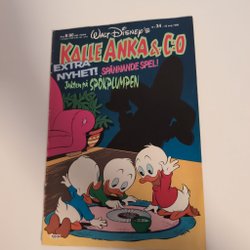 WALT DISNEY'S
KALLE ANKA & C:O
EXTRA
NYHET! SPÄNNANDE SPEL!
Jakten på SPÖKPLUMPEN